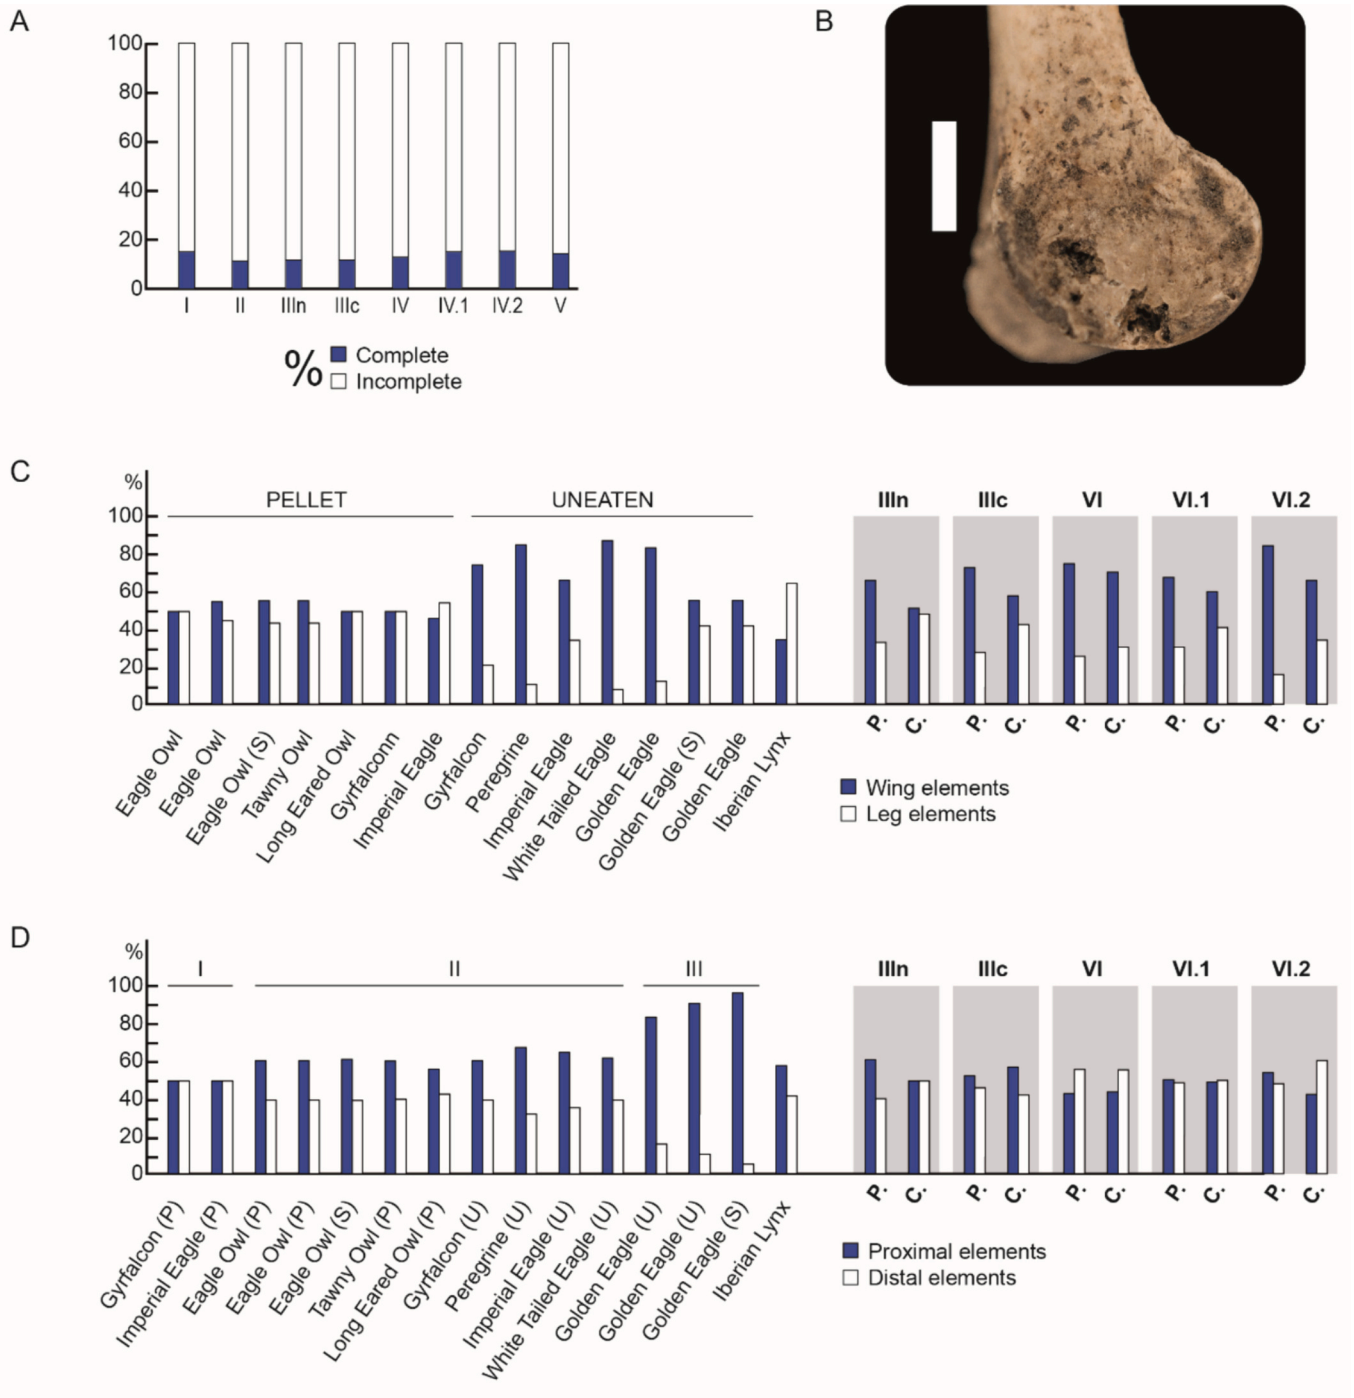 A
B
100
80
60
40
20
0
I II IIIn IIIc IV IV.1 IV.2 V
% Complete
Incomplete
C
%
PELLET UNEATEN
IIIn IIIc VI VI.1 VI.2
100
80
60
40
20
0
P. C. P. C. P. C. P. C. P. C.
Eagle Owl
Eagle Owl
Eagle Owl (S)
Tawny Owl
Long Eared Owl
Gyrfalconn
Imperial Eagle
Gyrfalcon
Peregrine
Imperial Eagle
White Tailed Eagle
Golden Eagle
Golden Eagle (S)
Golden Eagle
Iberian Lynx
Wing elements
Leg elements
D
%
I II III
IIIn IIIc VI VI.1 VI.2
100
80
60
40
20
0
P. C. P. C. P. C. P. C. P. C.
Gyrfalcon (P)
Imperial Eagle (P)
Eagle Owl (P)
Eagle Owl (P)
Eagle Owl (S)
Tawny Owl (P)
Long Eared Owl (P)
Gyrfalcon (U)
Peregrine (U)
Imperial Eagle (U)
White Tailed Eagle (U)
Golden Eagle (U)
Golden Eagle (U)
Golden Eagle (S)
Iberian Lynx
Proximal elements
Distal elements